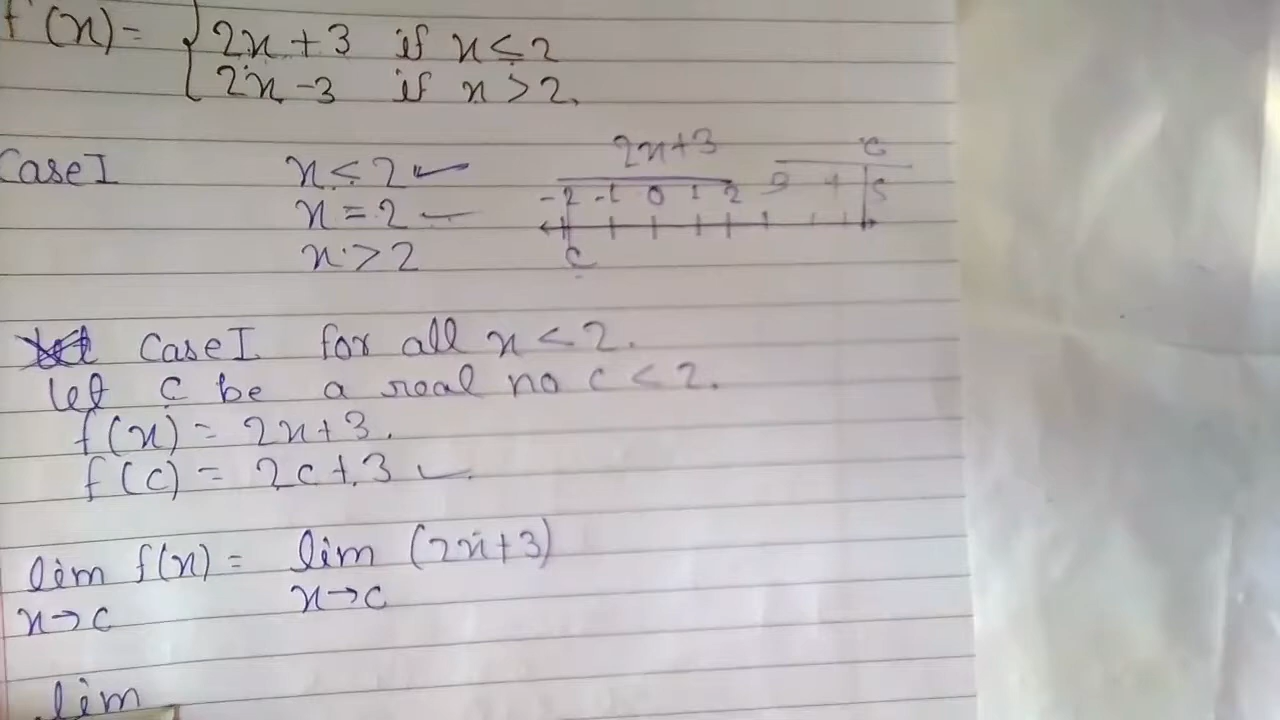 f(x) = { 2x + 3 if x ≤ 2
2x - 3 if x > 2.
Case I
x < 2
x = 2
x > 2
2x+3 c
-2 -1 0 1 2 3 4 5
c
Case I for all x < 2.
Let c be a real no c < 2.
f(x) = 2x+3.
f(c) = 2c+3
lim f(x) = lim (2x+3)
x→c x→c
lim